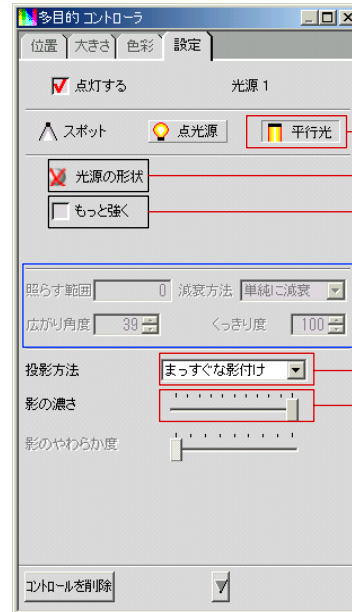 多目的 コントローラ
位置 大きさ 色彩 設定
点灯する 光源 1
スポット 点光源 平行光
光源の形状
もっと強く
照らす範囲 0 減衰方法 単純に減衰
広がり角度 39 くっきり度 100
投影方法 まっすぐな影付け
影の濃さ
影のやわらか度
コントロールを削除